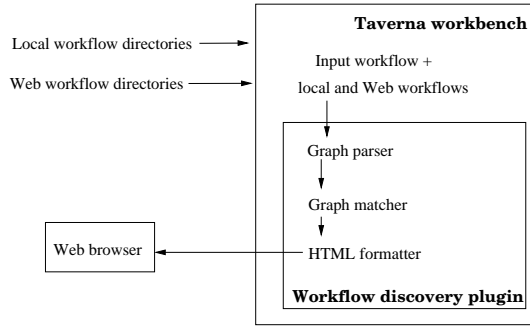 Taverna workbench
Local workflow directories
Web workflow directories
Input workflow +
local and Web workflows
Graph parser
Graph matcher
HTML formatter
Web browser
Workflow discovery plugin